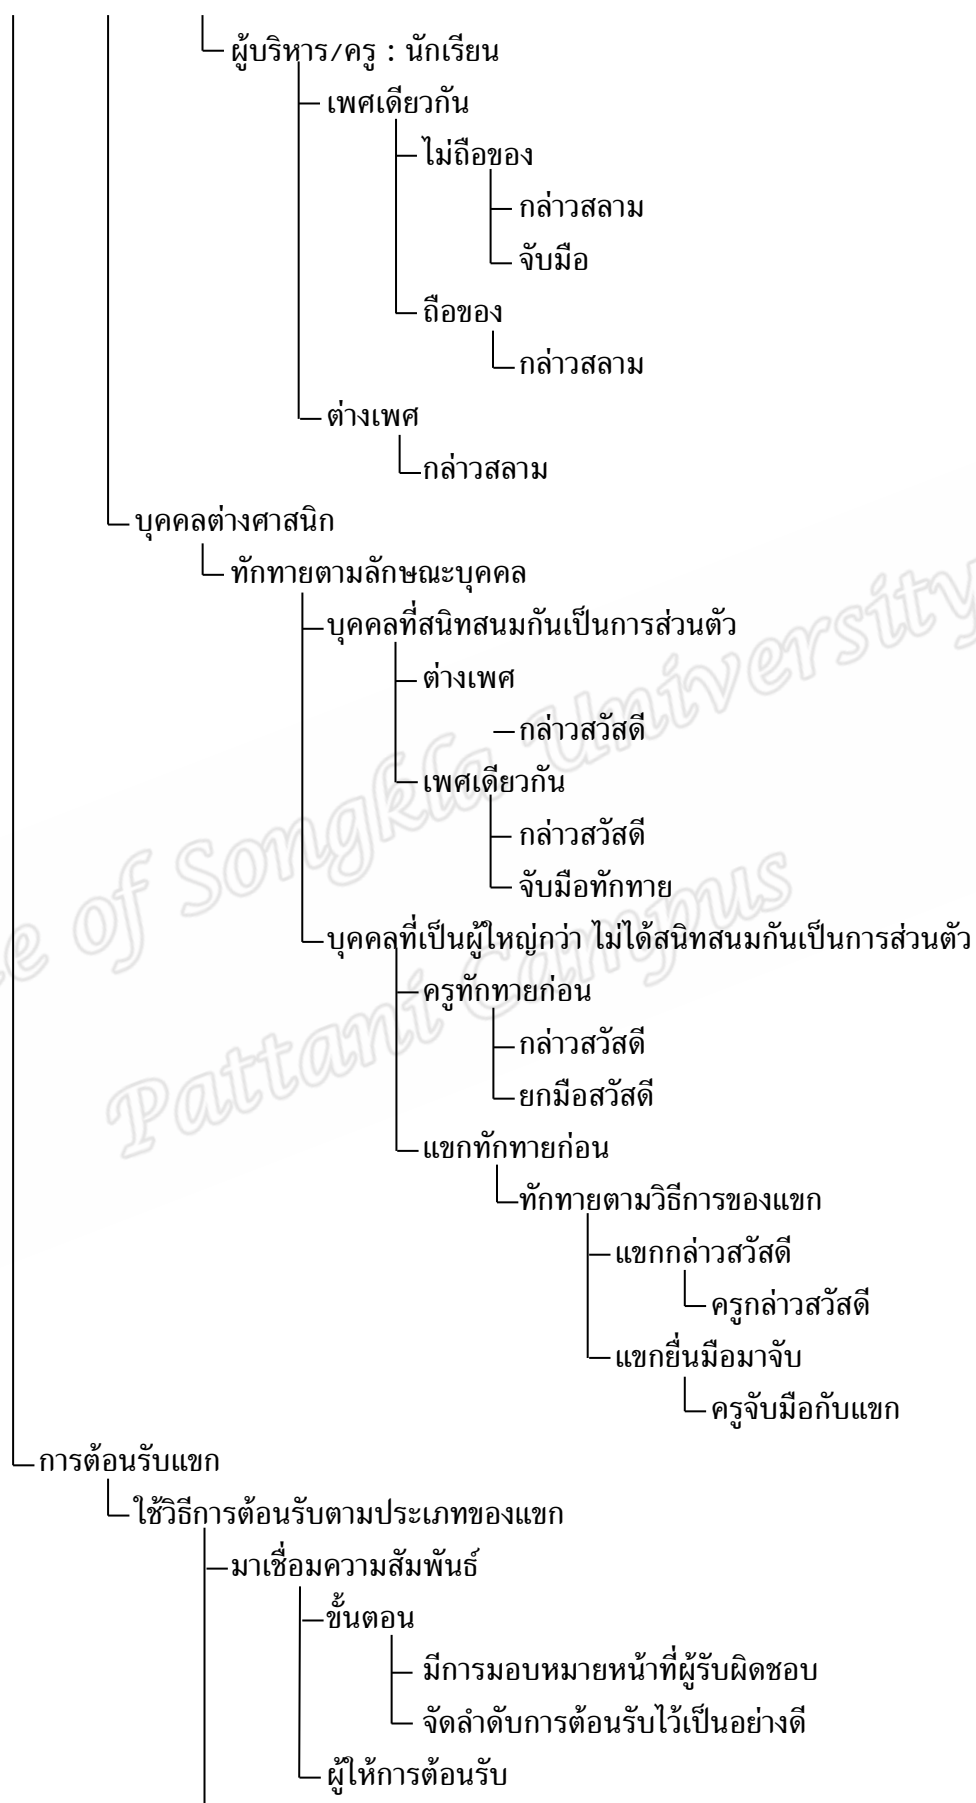 ผู้บริหาร/ครู : นักเรียน
เพศเดียวกัน
ไม่ถือของ
กล่าวสลาม
จับมือ
ถือของ
กล่าวสลาม
ต่างเพศ
กล่าวสลาม
บุคคลต่างศาสนิก
ทักทายตามลักษณะบุคคล
บุคคลที่สนิทสนมกันเป็นการส่วนตัว
ต่างเพศ
กล่าวสวัสดี
เพศเดียวกัน
กล่าวสวัสดี
จับมือทักทาย
บุคคลที่เป็นผู้ใหญ่กว่า ไม่ได้สนิทสนมกันเป็นการส่วนตัว
ครูทักทายก่อน
กล่าวสวัสดี
ยกมือสวัสดี
แขกทักทายก่อน
ทักทายตามวิธีการของแขก
แขกกล่าวสวัสดี
ครูกล่าวสวัสดี
แขกยื่นมือมาจับ
ครูจับมือกับแขก
การต้อนรับแขก
ใช้วิธีการต้อนรับตามประเภทของแขก
มาเชื่อมความสัมพันธ์
ขั้นตอน
มีการมอบหมายหน้าที่ผู้รับผิดชอบ
จัดลำดับการต้อนรับไว้เป็นอย่างดี
ผู้ให้การต้อนรับ
of Songkla University
Pattani Campus